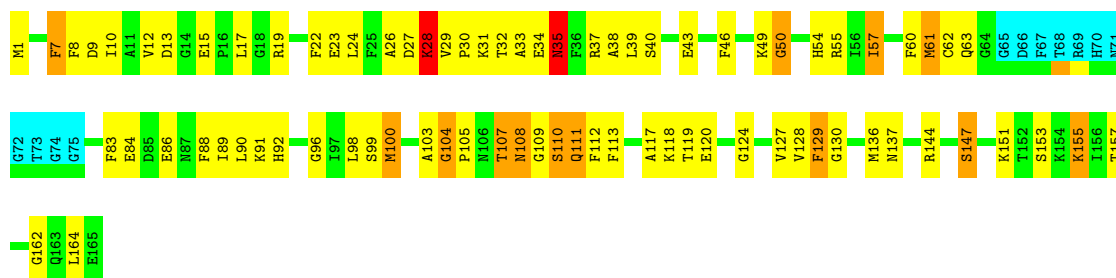 M1 F7 F8 D9 I10 A11 V12 D13 G14 E15 P16 L17 G18 R19 F22 E23 L24 F25 A26 D27 K28 V29 P30 K31 T32 A33 E34 N35 F36 R37 A38 L39 S40 E43 F46 K49 G50 H54 R55 I56 I57 F60 M61 C62 Q63 G64 G65 D66 F67 T68 R69 H70 N71
G72 T73 G74 G75 F83 E84 D85 E86 N87 F88 I89 L90 K91 H92 G96 I97 L98 S99 M100 A103 G104 P105 N106 T107 N108 G109 S110 Q111 F112 F113 A117 K118 T119 E120 G124 V127 V128 F129 G130 M136 N137 R144 S147 K151 T152 S153 K154 K155 I156 T157
G162 Q163 L164 E165